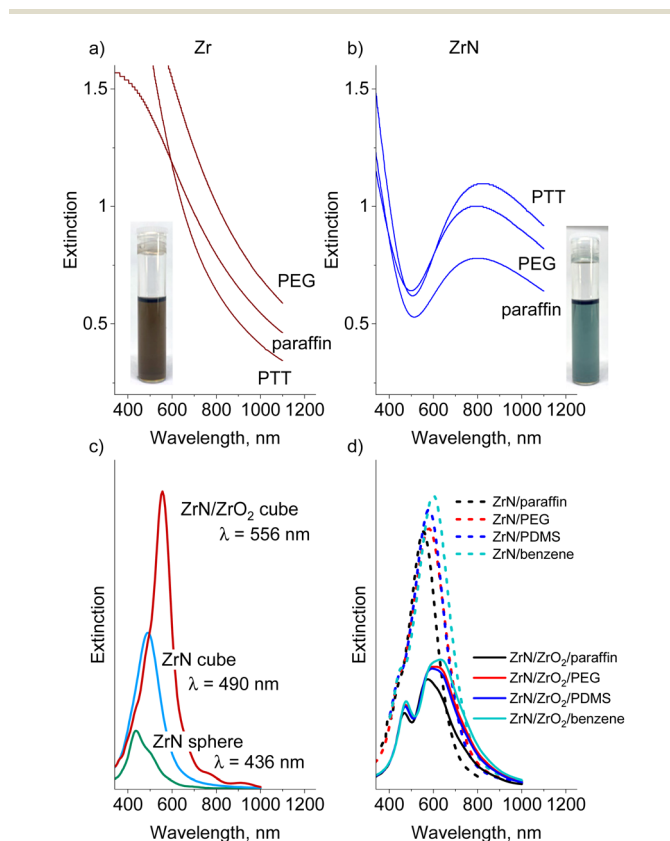 a) Zr
b) ZrN
1.5
1
0.5
Extinction
PEG
paraffin
PTT
400 600 800 1000 1200
Wavelength, nm
1.5
1
0.5
Extinction
PTT
PEG
paraffin
400 600 800 1000 1200
Wavelength, nm
c)
Extinction
ZrN/ZrO₂ cube
λ = 556 nm
ZrN cube
λ = 490 nm
ZrN sphere
λ = 436 nm
400 600 800 1000 1200
Wavelength, nm
d)
Extinction
ZrN/paraffin
ZrN/PEG
ZrN/PDMS
ZrN/benzene
ZrN/ZrO₂/paraffin
ZrN/ZrO₂/PEG
ZrN/ZrO₂/PDMS
ZrN/ZrO₂/benzene
400 600 800 1000 1200
Wavelength, nm